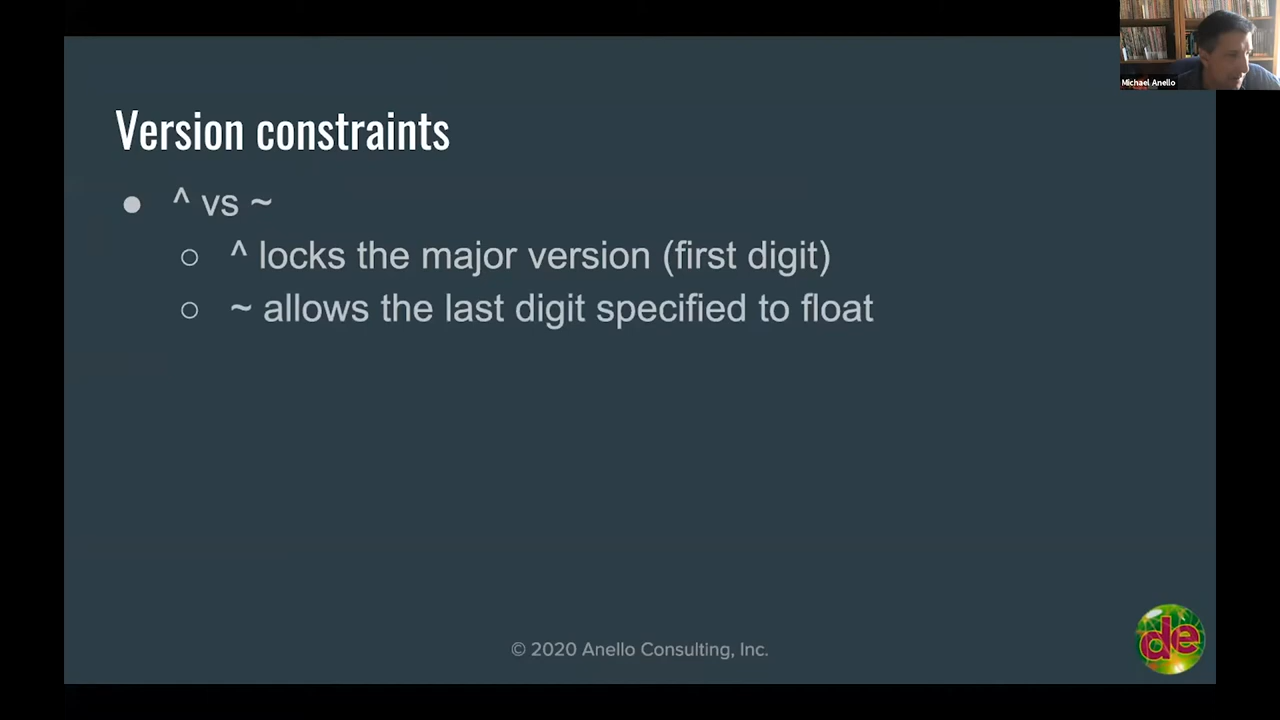 Michael Anello
Version constraints
● ^ vs ~
○ ^ locks the major version (first digit)
○ ~ allows the last digit specified to float
© 2020 Anello Consulting, Inc.
de